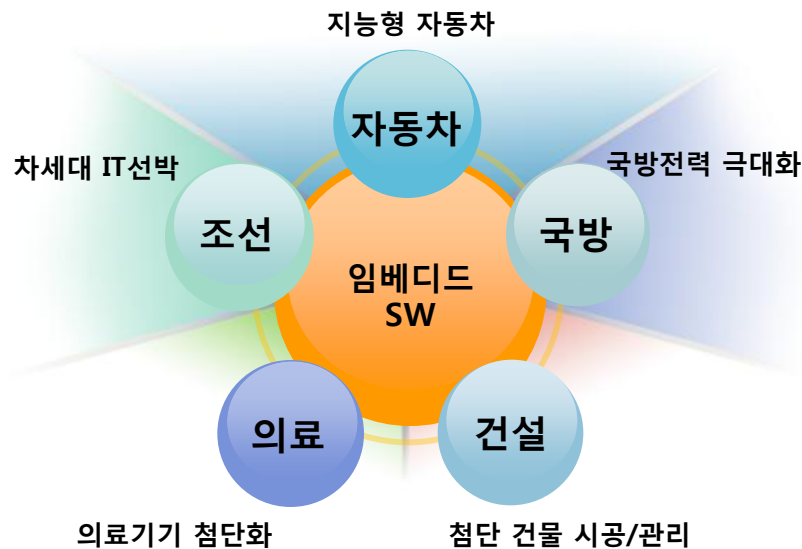 지능형 자동차
자동차
차세대 IT선박
국방전력 극대화
조선
국방
임베디드
SW
의료
건설
의료기기 첨단화
첨단 건물 시공/관리